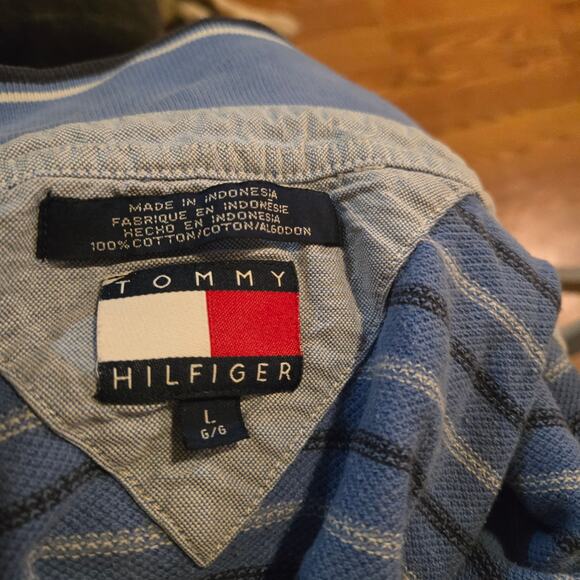 MADE IN INDONESIA
FABRIQUE EN INDONESIE
HECHO EN INDONESIA
100% COTTON/COTON/ALGODON
TOMMY
HILFIGER
L
G/G